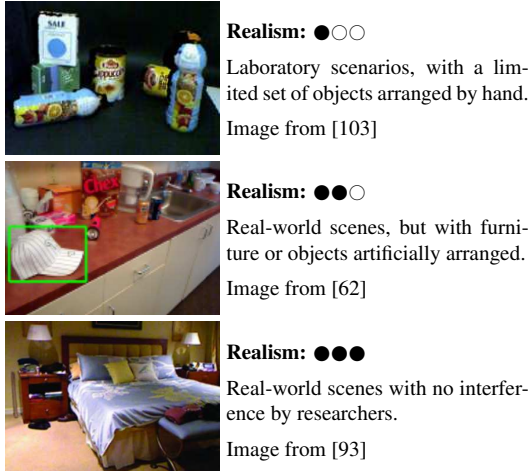 SALE
Cappuccino
Realism: ●○○
Laboratory scenarios, with a lim-
ited set of objects arranged by hand.
Image from [103]
Chex
Realism: ●●○
Real-world scenes, but with furni-
ture or objects artificially arranged.
Image from [62]
Realism: ●●●
Real-world scenes with no interfer-
ence by researchers.
Image from [93]